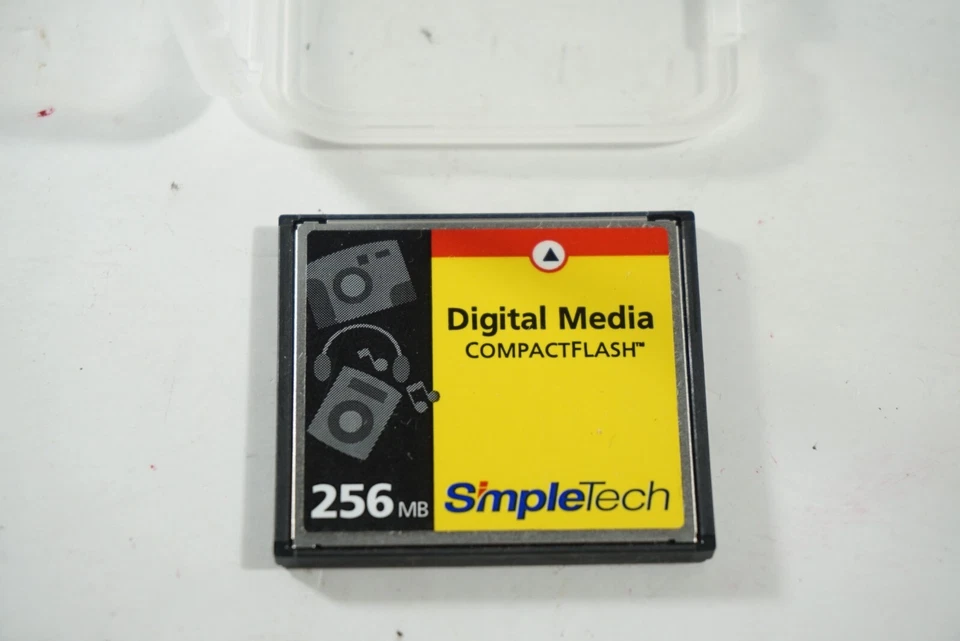 Digital Media
COMPACTFLASH™
256 MB
SimpleTech